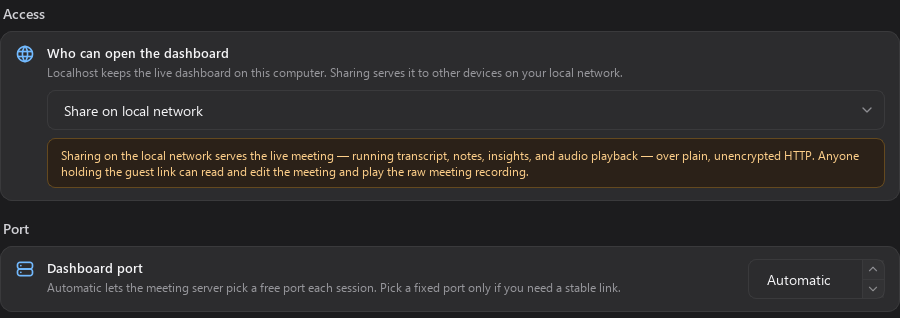 Access
Who can open the dashboard
Localhost keeps the live dashboard on this computer. Sharing serves it to other devices on your local network.
Share on local network
Sharing on the local network serves the live meeting — running transcript, notes, insights, and audio playback — over plain, unencrypted HTTP. Anyone
holding the guest link can read and edit the meeting and play the raw meeting recording.
Port
Dashboard port
Automatic lets the meeting server pick a free port each session. Pick a fixed port only if you need a stable link.
Automatic